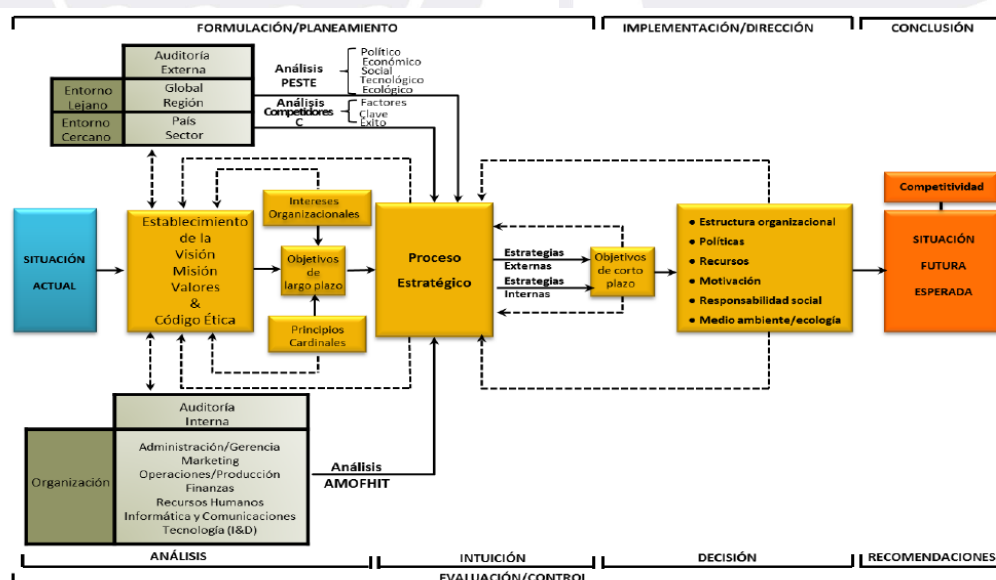 FORMULACIÓN/PLANEAMIENTO
IMPLEMENTACIÓN/DIRECCIÓN
CONCLUSIÓN
Auditoría
Externa
Entorno
Lejano
Global
Región
Entorno
Cercano
País
Sector
Análisis
PESTE
Político
Económico
Social
Tecnológico
Ecológico
Análisis
Competidores
C
Factores
Clave
Éxito
SITUACIÓN
ACTUAL
Establecimiento
de la
Visión
Misión
Valores
&
Código Ética
Intereses
Organizacionales
Objetivos
de
largo plazo
Principios
Cardinales
Proceso
Estratégico
Estrategias
Externas
Estrategias
Internas
Objetivos
de corto
plazo
• Estructura organizacional
• Políticas
• Recursos
• Motivación
• Responsabilidad social
• Medio ambiente/ecología
Competitividad
SITUACIÓN
FUTURA
ESPERADA
Auditoría
Interna
Organización
Administración/Gerencia
Marketing
Operaciones/Producción
Finanzas
Recursos Humanos
Informática y Comunicaciones
Tecnología (I&D)
Análisis
AMOFHIT
ANÁLISIS
INTUICIÓN
DECISIÓN
RECOMENDACIONES
EVALUACIÓN/CONTROL